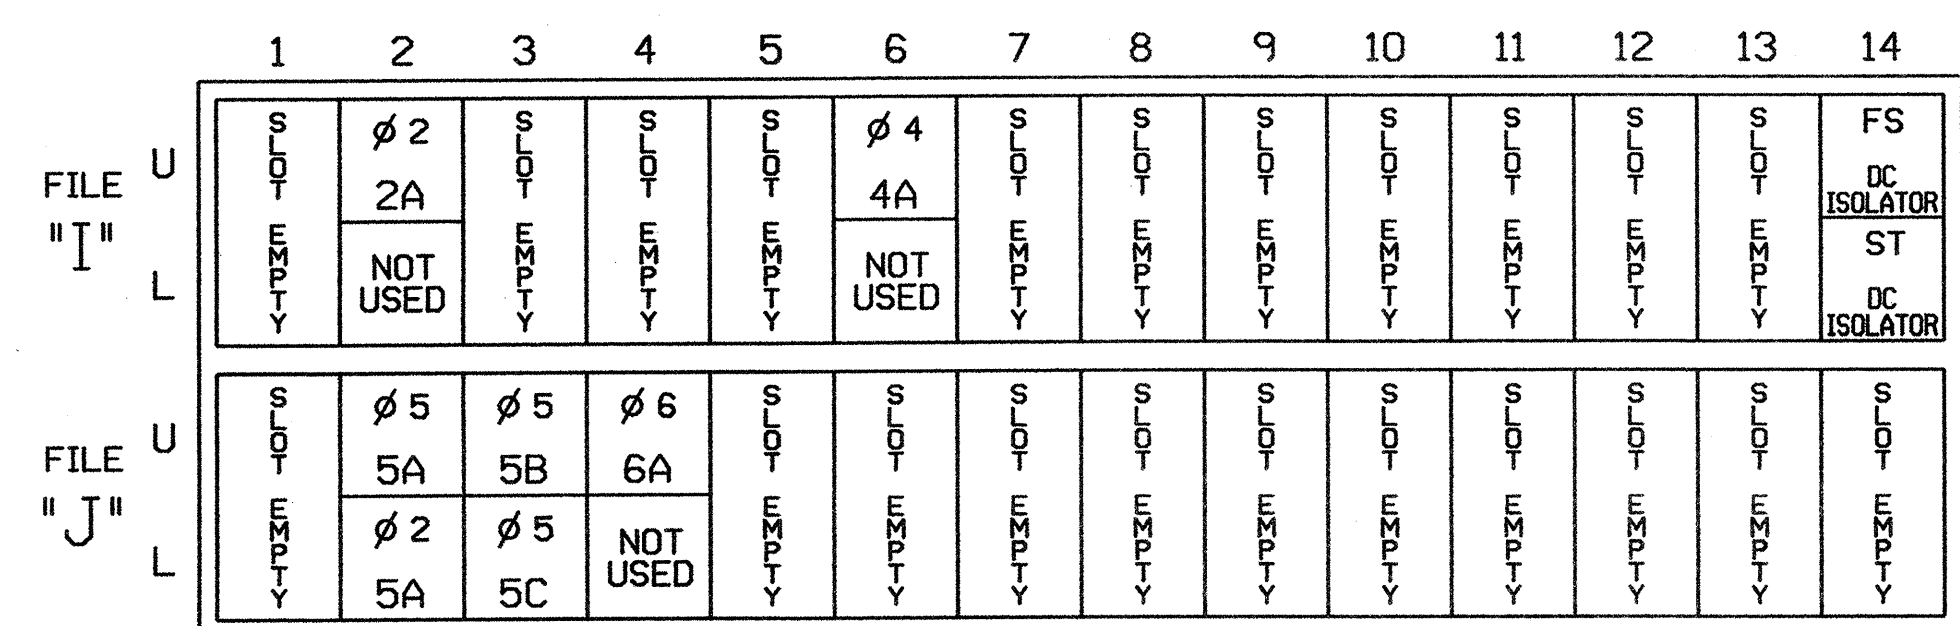 1 2 3 4 5 6 7 8 9 10 11 12 13 14
FILE "I"
U
L
SLOT EMPTY
ø 2
2A
NOT USED
SLOT EMPTY
SLOT EMPTY
SLOT EMPTY
ø 4
4A
NOT USED
SLOT EMPTY
SLOT EMPTY
SLOT EMPTY
SLOT EMPTY
SLOT EMPTY
SLOT EMPTY
SLOT EMPTY
FS
DC
ISOLATOR
ST
DC
ISOLATOR
FILE "J"
U
L
SLOT EMPTY
ø 5
5A
ø 2
5A
ø 5
5B
ø 5
5C
ø 6
6A
NOT USED
SLOT EMPTY
SLOT EMPTY
SLOT EMPTY
SLOT EMPTY
SLOT EMPTY
SLOT EMPTY
SLOT EMPTY
SLOT EMPTY
SLOT EMPTY
SLOT EMPTY